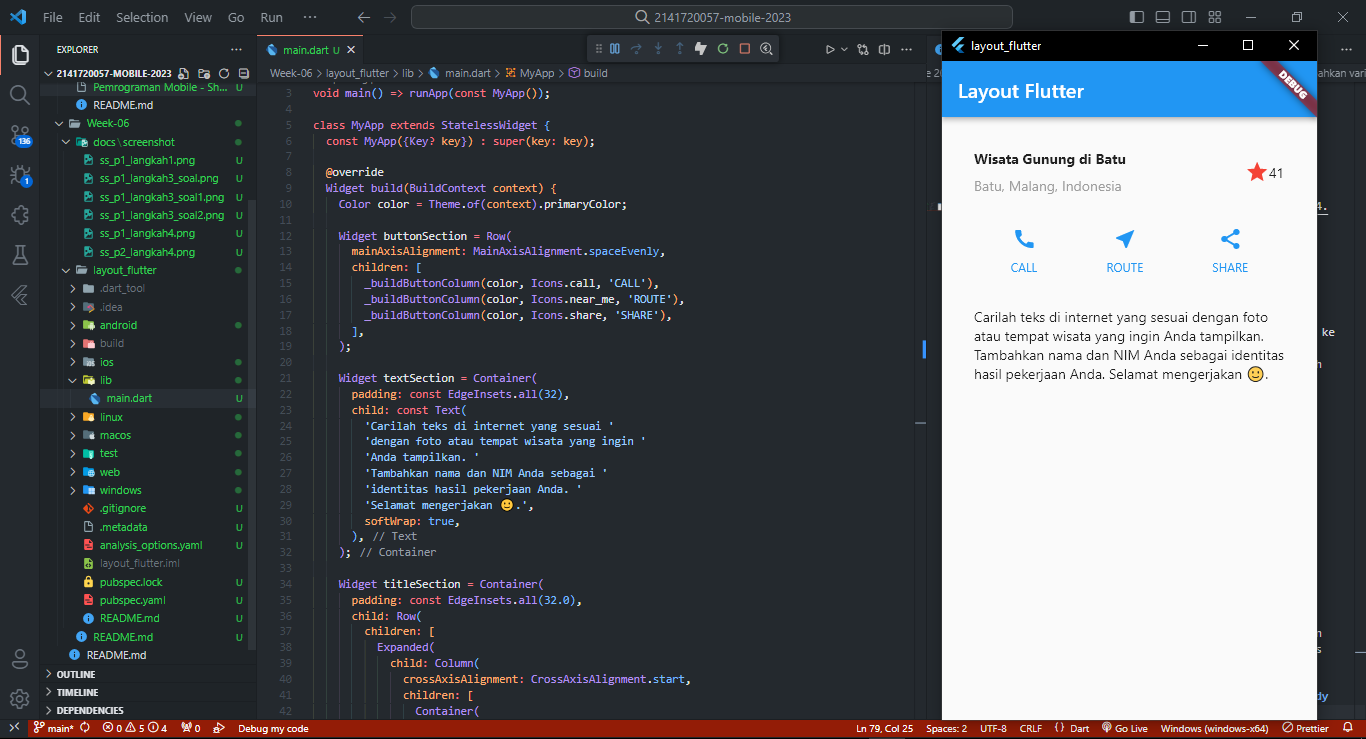 File Edit Selection View Go Run ··· 2141720057-mobile-2023
EXPLORER
2141720057-MOBILE-2023
Pemrograman Mobile - Sh... U
README.md
Week-06
docs\screenshot
ss_p1_langkah1.png U
ss_p1_langkah3_soal.png U
ss_p1_langkah3_soal1.png U
ss_p1_langkah3_soal2.png U
ss_p1_langkah4.png U
ss_p2_langkah4.png U
layout_flutter
.dart_tool
.idea
android
build
ios
lib
main.dart U
linux
macos
test
web
windows
.gitignore U
.metadata U
analysis_options.yaml U
layout_flutter.iml
pubspec.lock U
pubspec.yaml U
README.md U
README.md U
README.md
OUTLINE
TIMELINE
DEPENDENCIES
136
1
main.dart U
Week-06 > layout_flutter > lib > main.dart > MyApp > build
3 void main() => runApp(const MyApp());
4
5 class MyApp extends StatelessWidget {
6 const MyApp({Key? key}) : super(key: key);
7
8 @override
9 Widget build(BuildContext context) {
10 Color color = Theme.of(context).primaryColor;
11
12 Widget buttonSection = Row(
13 mainAxisAlignment: MainAxisAlignment.spaceEvenly,
14 children: [
15 _buildButtonColumn(color, Icons.call, 'CALL'),
16 _buildButtonColumn(color, Icons.near_me, 'ROUTE'),
17 _buildButtonColumn(color, Icons.share, 'SHARE'),
18 ],
19 );
20
21 Widget textSection = Container(
22 padding: const EdgeInsets.all(32),
23 child: const Text(
24 'Carilah teks di internet yang sesuai '
25 'dengan foto atau tempat wisata yang ingin '
26 'Anda tampilkan. '
27 'Tambahkan nama dan NIM Anda sebagai '
28 'identitas hasil pekerjaan Anda. '
29 'Selamat mengerjakan 🙂.',
30 softWrap: true,
31 ), // Text
32 ); // Container
33
34 Widget titleSection = Container(
35 padding: const EdgeInsets.all(32.0),
36 child: Row(
37 children: [
38 Expanded(
39 child: Column(
40 crossAxisAlignment: CrossAxisAlignment.start,
41 children: [
42 Container(
layout_flutter
Layout Flutter
DEBUG
Wisata Gunung di Batu
Batu, Malang, Indonesia
41
CALL ROUTE SHARE
Carilah teks di internet yang sesuai dengan foto
atau tempat wisata yang ingin Anda tampilkan.
Tambahkan nama dan NIM Anda sebagai identitas
hasil pekerjaan Anda. Selamat mengerjakan 🙂.
ke
main* 0 5 4 0 Debug my code Ln 79, Col 25 Spaces: 2 UTF-8 CRLF {} Dart Go Live Windows (windows-x64) Prettier